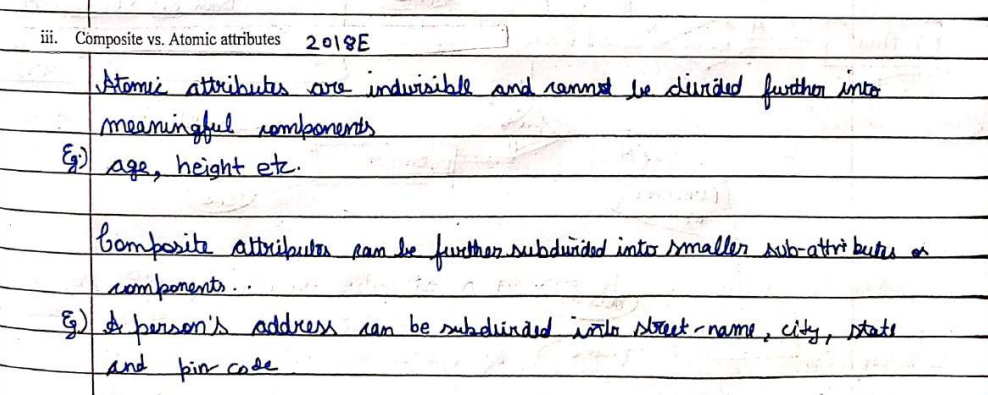 iii. Composite vs. Atomic attributes 2018E
Atomic attributes are indivisible and cannot be divided further into
meaningful components
Eg:) age, height etc.
Composite attributes can be further subdivided into smaller sub-attributes or
components..
Eg) A person's address can be subdivided into street-name, city, state
and pin code